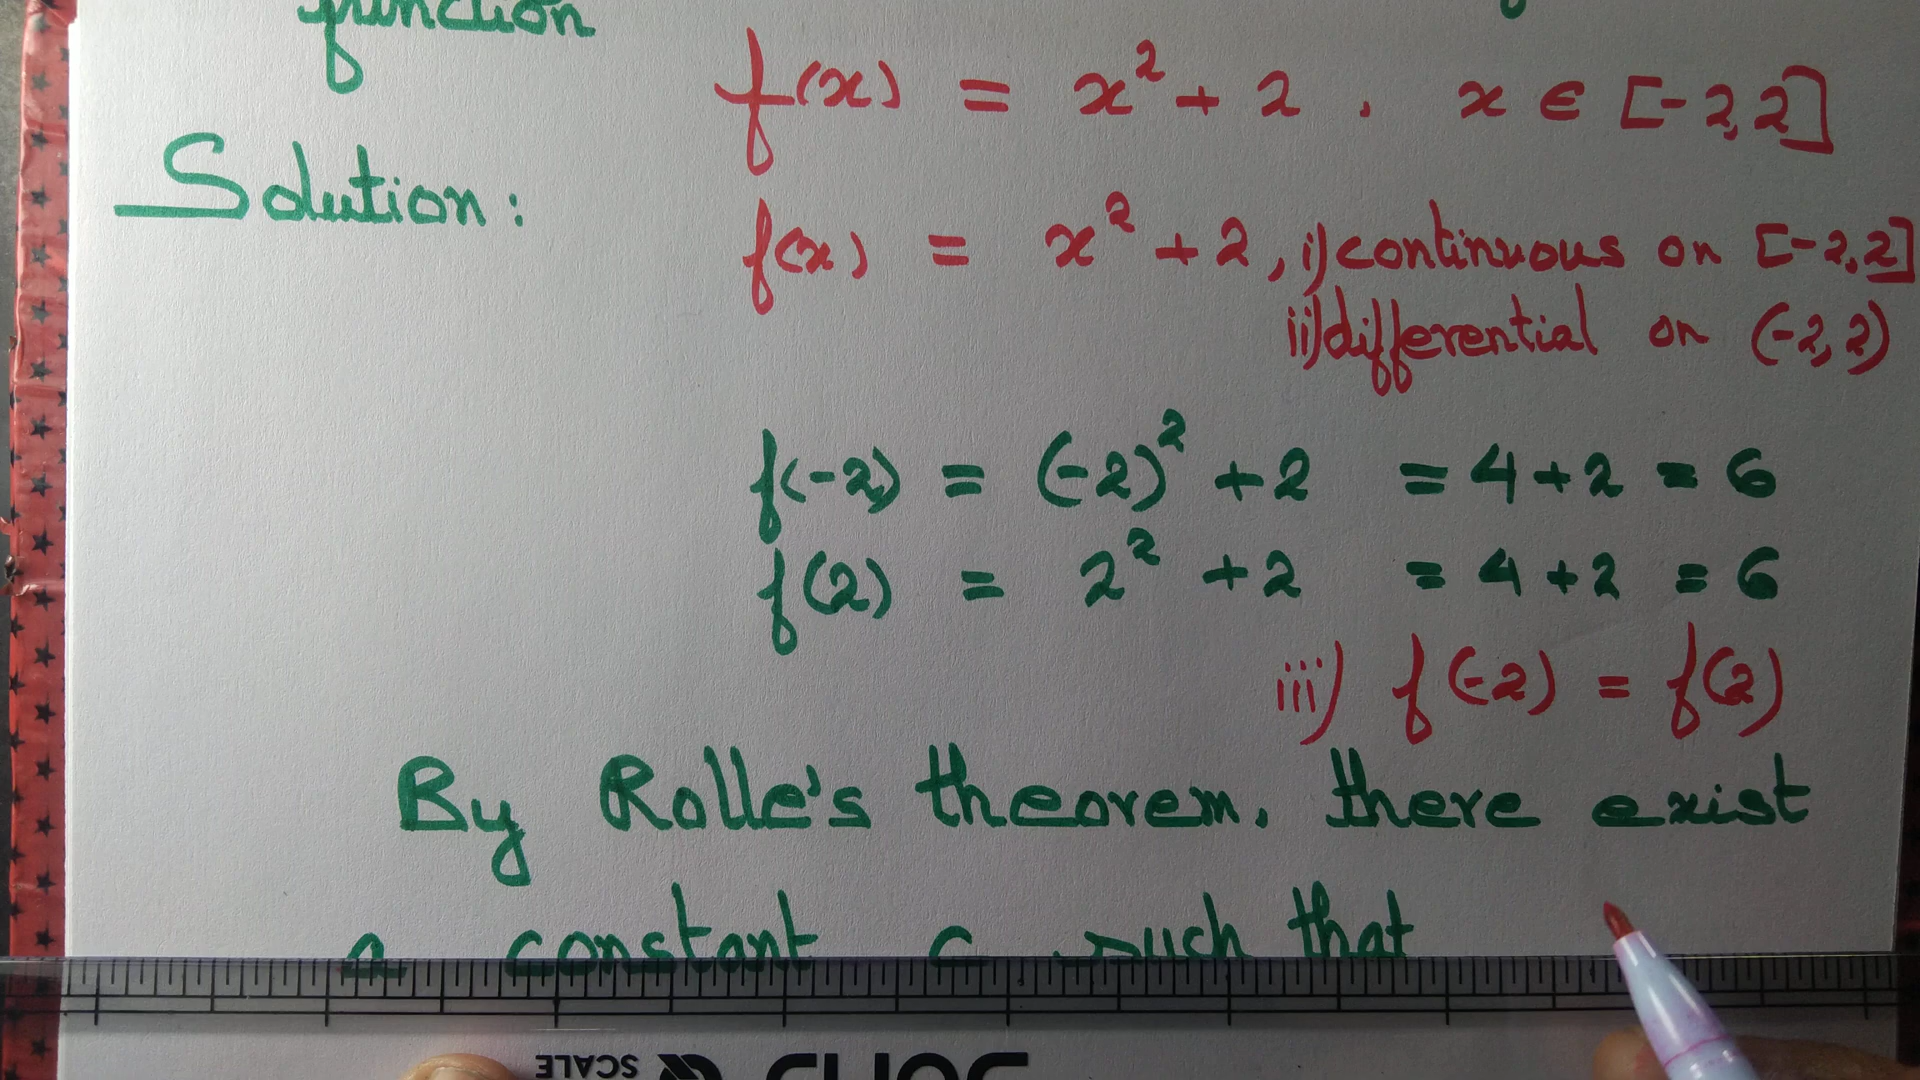 function
f(x) = x² + 2 . x ∈ [-2,2]
Solution:
f(x) = x² + 2, i) continuous on [-2,2]
ii) differential on (-2,2)
f(-2) = (-2)² + 2 = 4 + 2 = 6
f(2) = 2² + 2 = 4 + 2 = 6
iii) f(-2) = f(2)
By Rolle's theorem. there exist
a constant c such that
SCALE